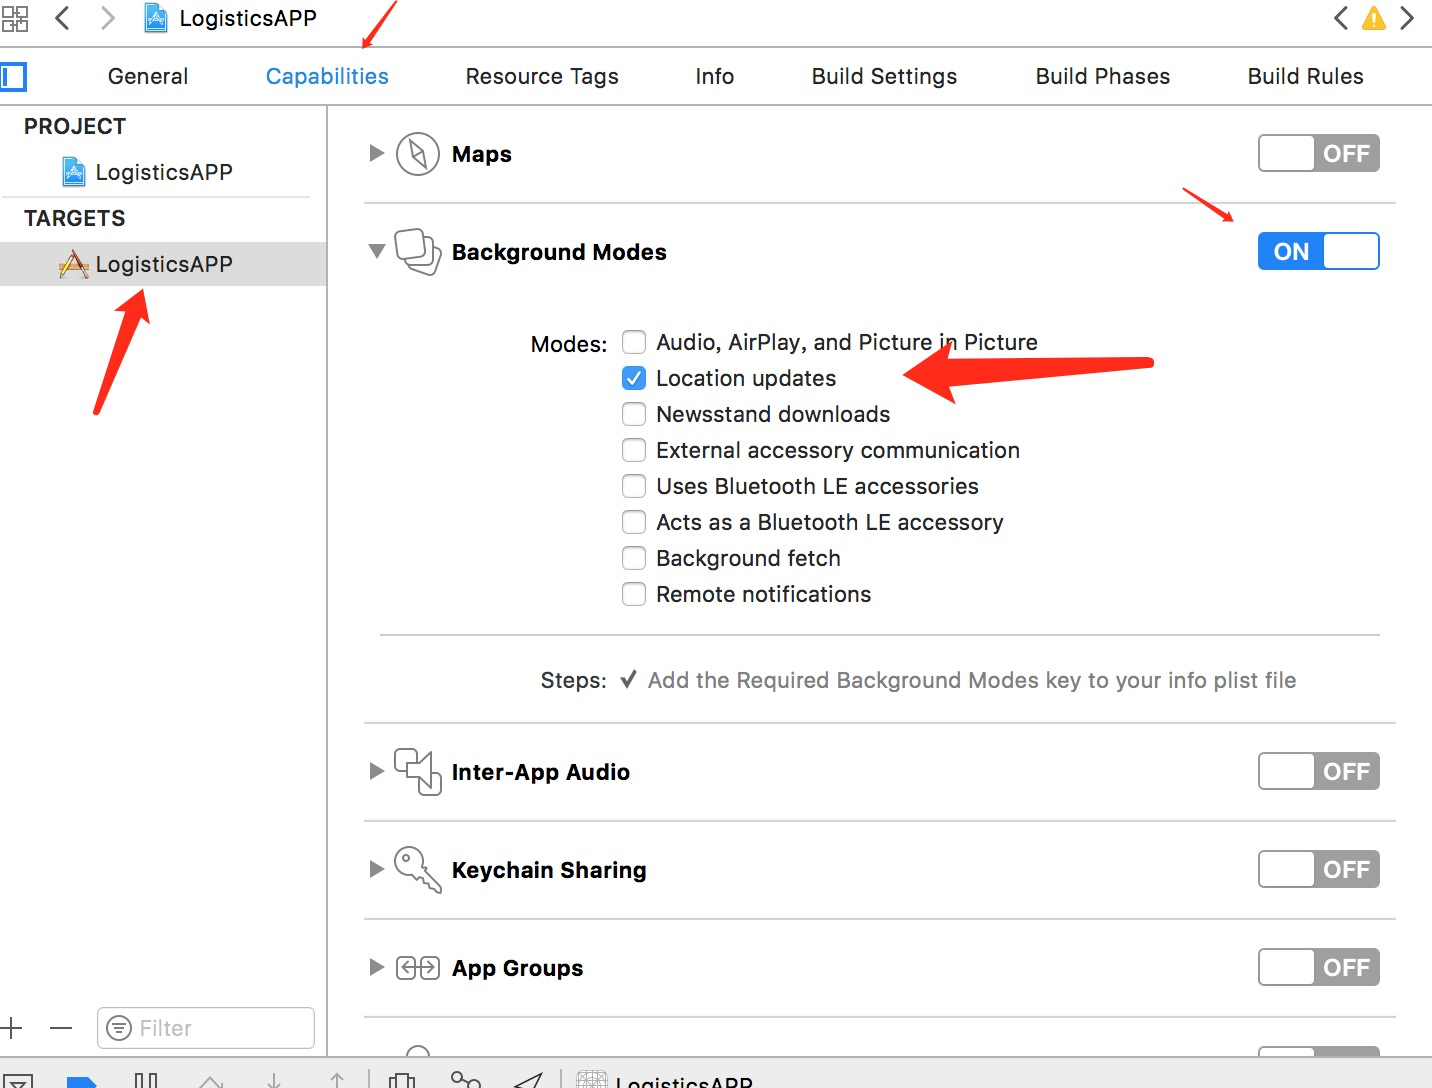 LogisticsAPP
General Capabilities Resource Tags Info Build Settings Build Phases Build Rules
PROJECT
LogisticsAPP
TARGETS
LogisticsAPP
Maps OFF
Background Modes ON
Modes: Audio, AirPlay, and Picture in Picture
Location updates
Newsstand downloads
External accessory communication
Uses Bluetooth LE accessories
Acts as a Bluetooth LE accessory
Background fetch
Remote notifications
Steps: Add the Required Background Modes key to your info plist file
Inter-App Audio OFF
Keychain Sharing OFF
App Groups OFF
Filter
LogisticsAPP